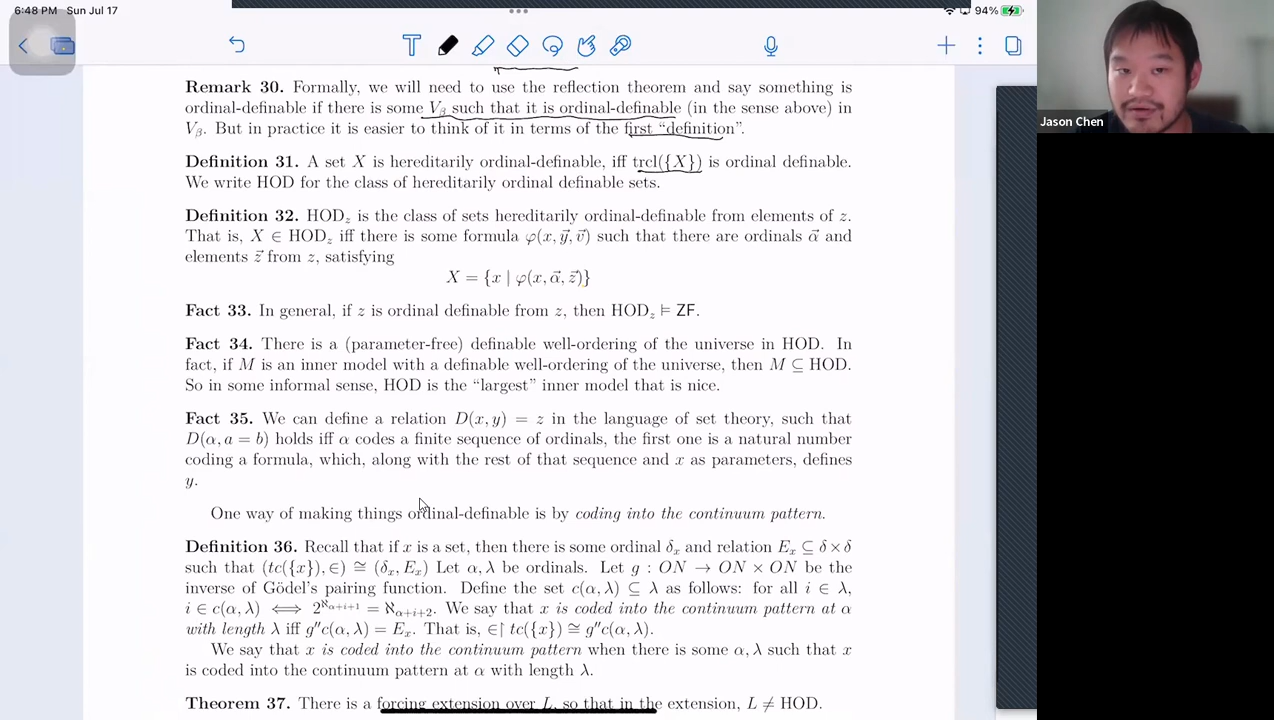 6:48 PM Sun Jul 17
94%
Jason Chen
Remark 30. Formally, we will need to use the reflection theorem and say something is
ordinal-definable if there is some V_β such that it is ordinal-definable (in the sense above) in
V_β. But in practice it is easier to think of it in terms of the first “definition”.
Definition 31. A set X is hereditarily ordinal-definable, iff trcl({X}) is ordinal definable.
We write HOD for the class of hereditarily ordinal definable sets.
Definition 32. HOD_z is the class of sets hereditarily ordinal-definable from elements of z.
That is, X ∈ HOD_z iff there is some formula φ(x, y⃗, v⃗) such that there are ordinals α⃗ and
elements z⃗ from z, satisfying
X = {x | φ(x, α⃗, z⃗)}
Fact 33. In general, if z is ordinal definable from z, then HOD_z ⊨ ZF.
Fact 34. There is a (parameter-free) definable well-ordering of the universe in HOD. In
fact, if M is an inner model with a definable well-ordering of the universe, then M ⊆ HOD.
So in some informal sense, HOD is the “largest” inner model that is nice.
Fact 35. We can define a relation D(x, y) = z in the language of set theory, such that
D(α, a = b) holds iff α codes a finite sequence of ordinals, the first one is a natural number
coding a formula, which, along with the rest of that sequence and x as parameters, defines
y.
One way of making things ordinal-definable is by coding into the continuum pattern.
Definition 36. Recall that if x is a set, then there is some ordinal δ_x and relation E_x ⊆ δ×δ
such that (tc({x}), ∈) ≅ (δ_x, E_x) Let α, λ be ordinals. Let g : ON → ON × ON be the
inverse of Gödel’s pairing function. Define the set c(α, λ) ⊆ λ as follows: for all i ∈ λ,
i ∈ c(α, λ) ⟺ 2^{ℵ_{α+i+1}} = ℵ_{α+i+2}. We say that x is coded into the continuum pattern at α
with length λ iff g″c(α, λ) = E_x. That is, ∈↾ tc({x}) ≅ g″c(α, λ).
We say that x is coded into the continuum pattern when there is some α, λ such that x
is coded into the continuum pattern at α with length λ.
Theorem 37. There is a forcing extension over L, so that in the extension, L ≠ HOD.